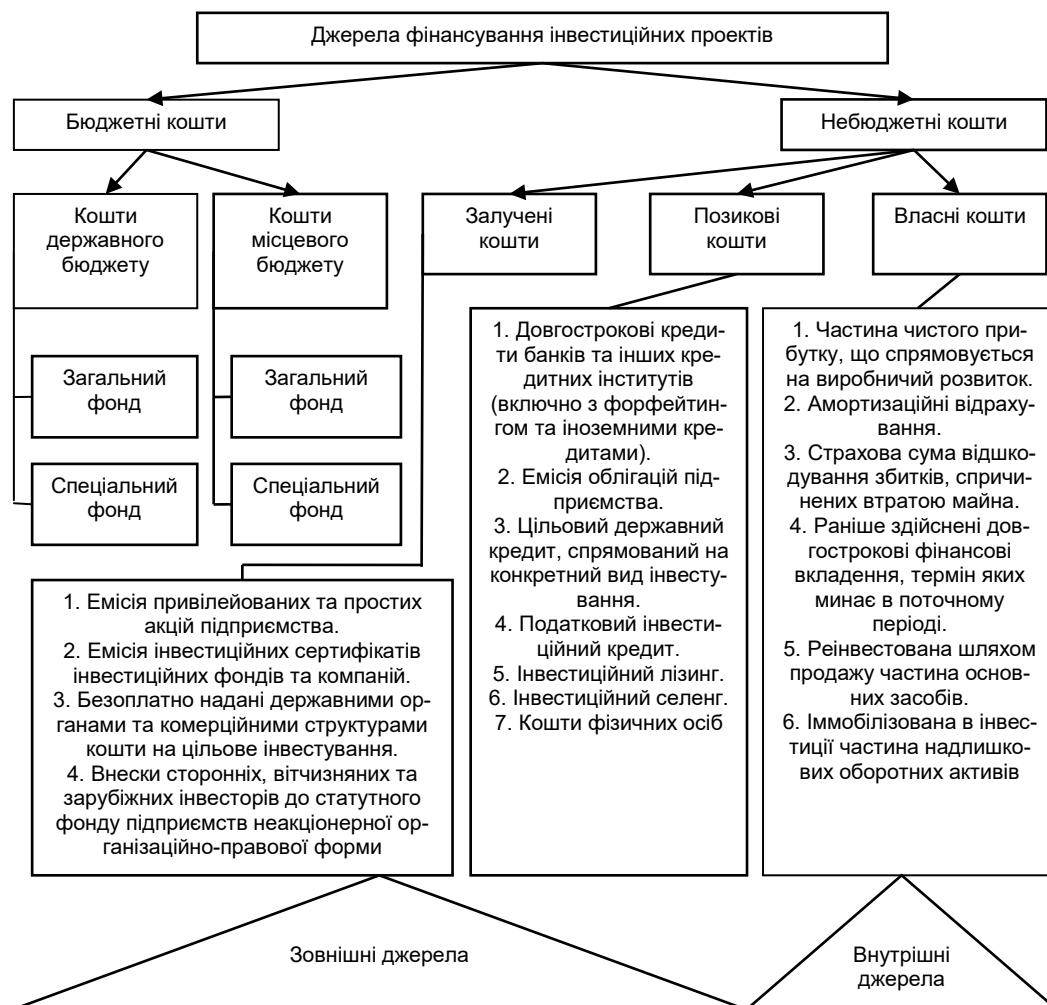 Джерела фінансування інвестиційних проектів
Бюджетні кошти
Небюджетні кошти
Кошти
державного
бюджету
Кошти
місцевого
бюджету
Залучені
кошти
Позикові
кошти
Власні кошти
Загальний
фонд
Загальний
фонд
Спеціальний
фонд
Спеціальний
фонд
1. Емісія привілейованих та простих
акцій підприємства.
2. Емісія інвестиційних сертифікатів
інвестиційних фондів та компаній.
3. Безоплатно надані державними ор-
ганами та комерційними структурами
кошти на цільове інвестування.
4. Внески сторонніх, вітчизняних та
зарубіжних інвесторів до статутного
фонду підприємств неакціонерної ор-
ганізаційно-правової форми
1. Довгострокові креди-
ти банків та інших кре-
дитних інститутів
(включно з форфейтин-
гом та іноземними кре-
дитами).
2. Емісія облігацій під-
приємства.
3. Цільовий державний
кредит, спрямований на
конкретний вид інвесту-
вання.
4. Податковий інвести-
ційний кредит.
5. Інвестиційний лізинг.
6. Інвестиційний селенг.
7. Кошти фізичних осіб
1. Частина чистого при-
бутку, що спрямовується
на виробничий розвиток.
2. Амортизаційні відраху-
вання.
3. Страхова сума відшко-
дування збитків, спричи-
нених втратою майна.
4. Раніше здійснені дов-
гострокові фінансові
вкладення, термін яких
минає в поточному
періоді.
5. Реінвестована шляхом
продажу частина основ-
них засобів.
6. Іммобілізована в інвес-
тиції частина надлишко-
вих оборотних активів
Зовнішні джерела
Внутрішні
джерела